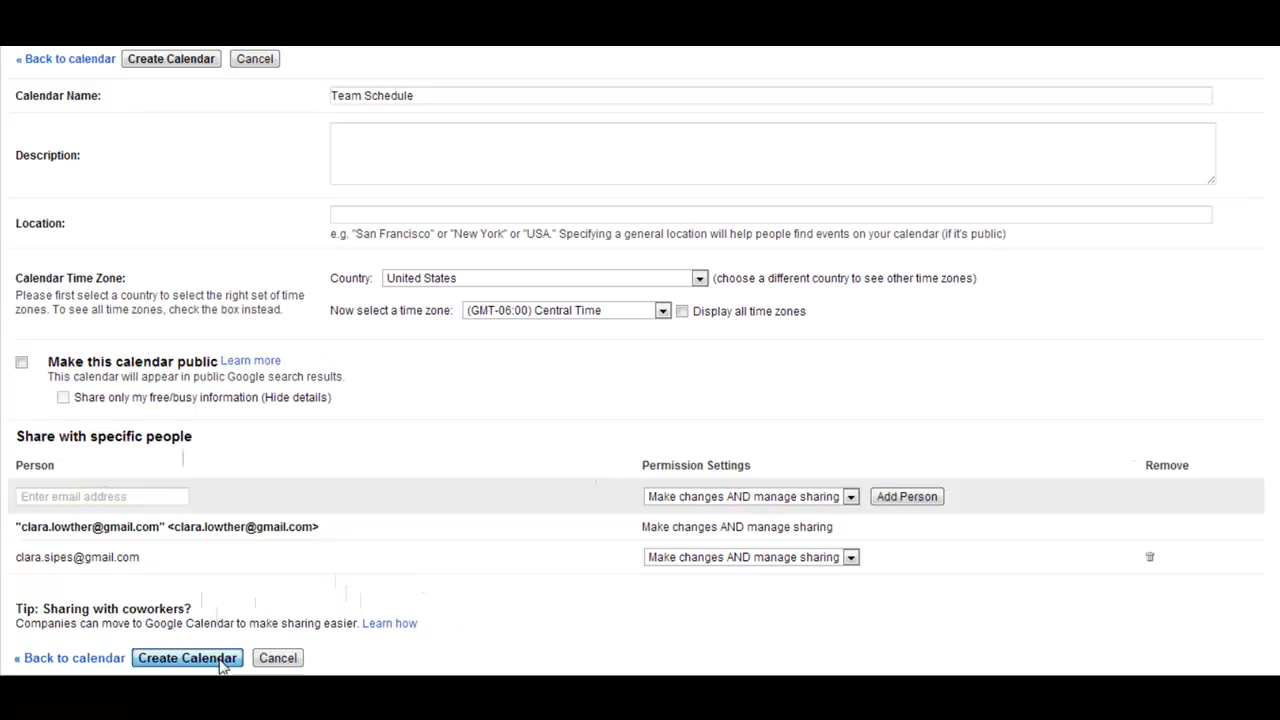 « Back to calendar Create Calendar Cancel
Calendar Name: Team Schedule
Description:
Location:
e.g. "San Francisco" or "New York" or "USA." Specifying a general location will help people find events on your calendar (if it's public)
Calendar Time Zone: Country: United States (choose a different country to see other time zones)
Please first select a country to select the right set of time
zones. To see all time zones, check the box instead.
Now select a time zone: (GMT-06:00) Central Time Display all time zones
Make this calendar public Learn more
This calendar will appear in public Google search results.
Share only my free/busy information (Hide details)
Share with specific people
Person Permission Settings Remove
Enter email address Make changes AND manage sharing Add Person
"clara.lowther@gmail.com" <clara.lowther@gmail.com> Make changes AND manage sharing
clara.sipes@gmail.com Make changes AND manage sharing
Tip: Sharing with coworkers?
Companies can move to Google Calendar to make sharing easier. Learn how
« Back to calendar Create Calendar Cancel